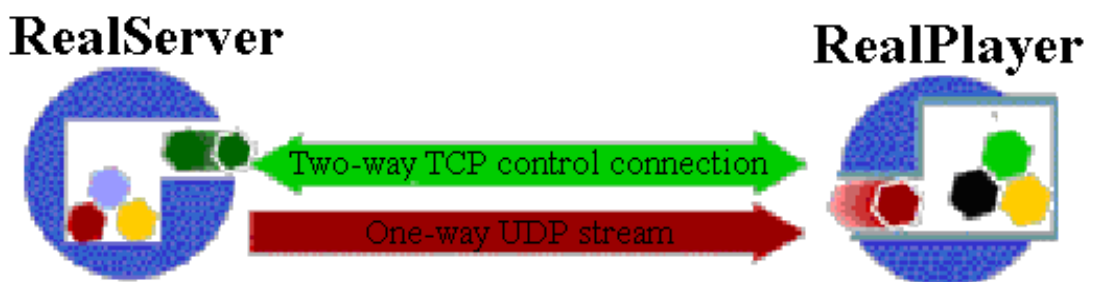 RealServer
RealPlayer
Two-way TCP control connection
One-way UDP stream